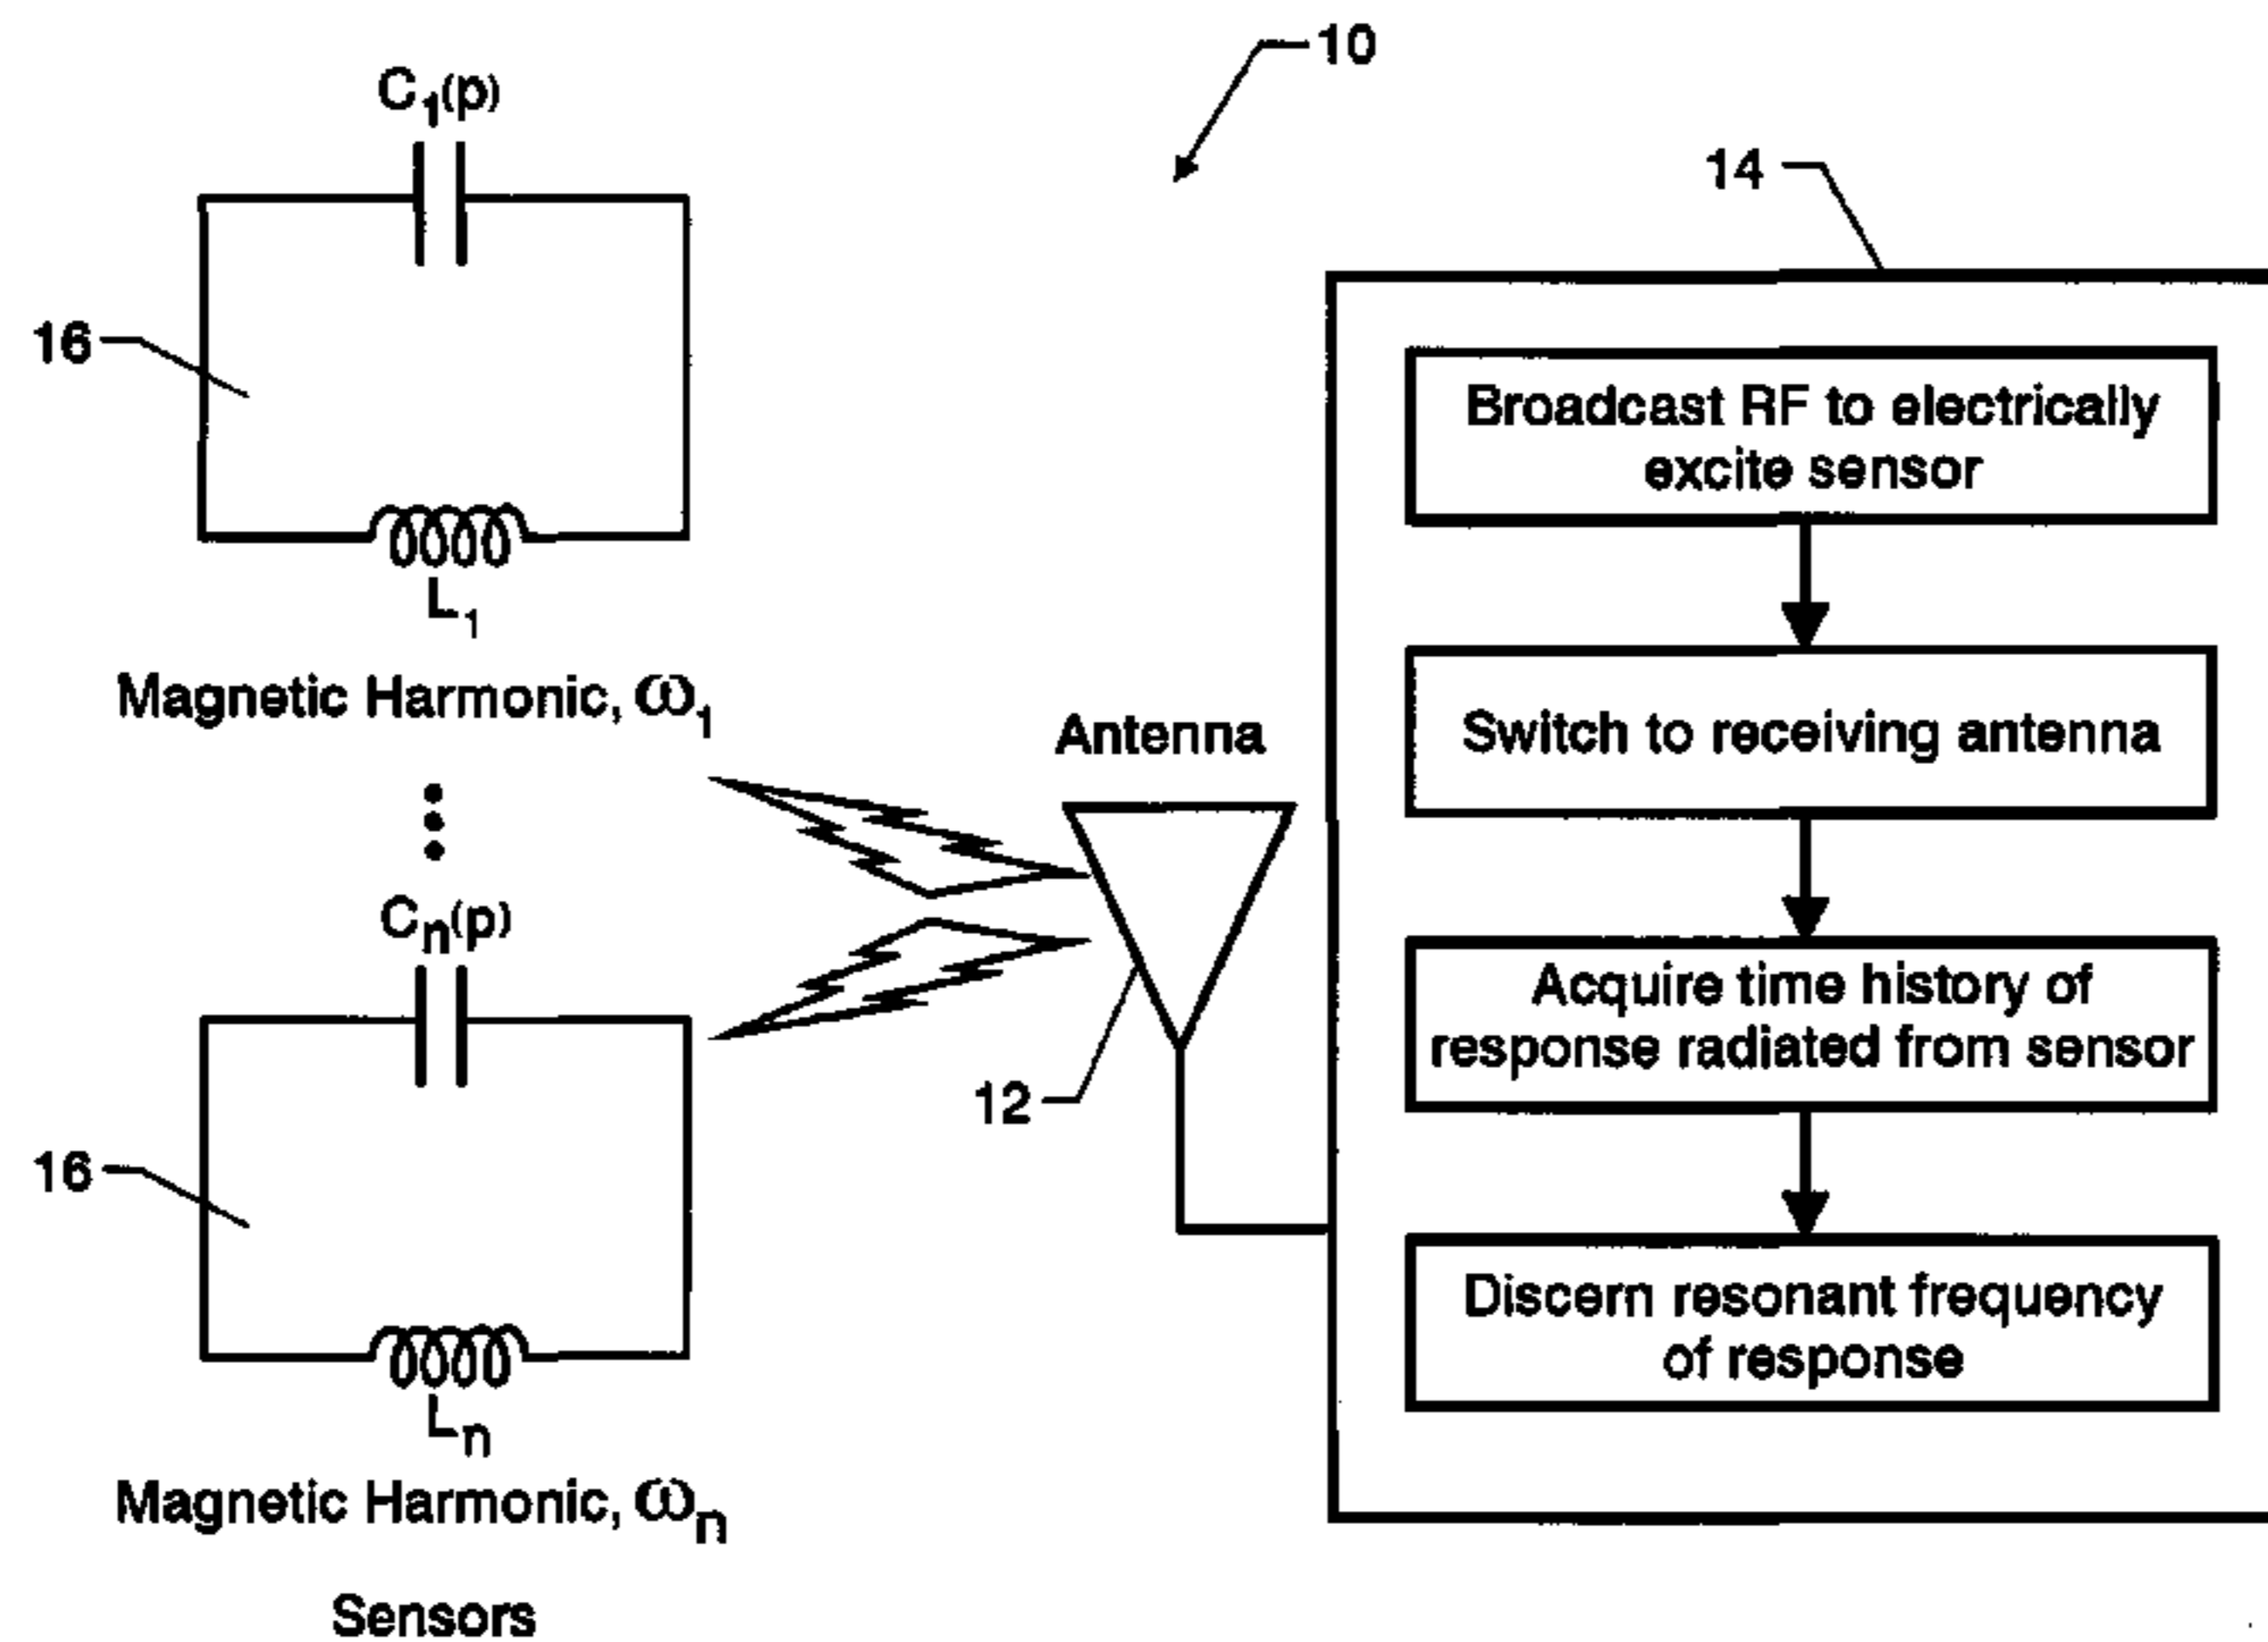 10
C1(p)
16
L1
Magnetic Harmonic, ω1
Cn(p)
16
Ln
Magnetic Harmonic, ωn
Sensors
Antenna
12
14
Broadcast RF to electrically
excite sensor
Switch to receiving antenna
Acquire time history of
response radiated from sensor
Discern resonant frequency
of response